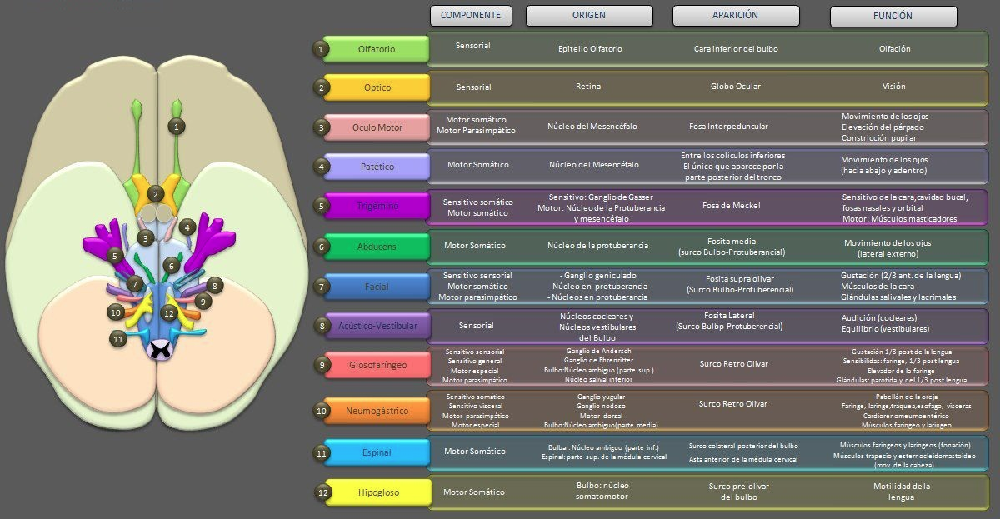 COMPONENTE ORIGEN APARICIÓN FUNCIÓN
1 Olfatorio Sensorial Epitelio Olfatorio Cara inferior del bulbo Olfación
2 Optico Sensorial Retina Globo Ocular Visión
3 Oculo Motor
Motor somático
Motor Parasimpático
Núcleo del Mesencéfalo
Fosa Interpeduncular
Movimiento de los ojos
Elevación del párpado
Constricción pupilar
4 Patético
Motor Somático
Núcleo del Mesencéfalo
Entre los colículos inferiores
El único que aparece por la
parte posterior del tronco
Movimiento de los ojos
(hacia abajo y adentro)
5 Trigémino
Sensitivo somático
Motor somático
Sensitivo: Ganglio de Gasser
Motor: Núcleo de la Protuberancia
y mesencéfalo
Fosa de Meckel
Sensitivo de la cara,cavidad bucal,
fosas nasales y orbital
Motor: Músculos masticadores
6 Abducens
Motor Somático
Núcleo de la protuberancia
Fosita media
(surco Bulbo-Protuberancial)
Movimiento de los ojos
(lateral externo)
7 Facial
Sensitivo sensorial
Motor somático
Motor parasimpático
- Ganglio geniculado
- Núcleo en protuberancia
- Núcleos en protuberancia
Fosita supra olivar
(Surco Bulbo-Protuberencial)
Gustación (2/3 ant. de la lengua)
Músculos de la cara
Glándulas salivales y lacrimales
8 Acústico-Vestibular
Sensorial
Núcleos cocleares y
Núcleos vestibulares
del Bulbo
Fosita Lateral
(Surco Bulbp-Protuberencial)
Audición (cocleares)
Equilibrio (vestibulares)
9 Glosofaríngeo
Sensitivo sensorial
Sensitivo general
Motor especial
Motor parasimpático
Ganglio de Andersch
Ganglio de Ehrenritter
Bulbo:Núcleo ambiguo (parte sup.)
Núcleo salival inferior
Surco Retro Olivar
Gustación 1/3 post de la lengua
Sensibilidas: faringe, 1/3 post lengua
Elevador de la faringe
Glándulas: parótida y del 1/3 post lengua
10 Neumogástrico
Sensitivo somático
Sensitivo visceral
Motor parasimpático
Motor especial
Ganglio yugular
Ganglio nodoso
Motor dorsal
Bulbo:Núcleo ambiguo(parte media)
Surco Retro Olivar
Pabellón de la oreja
Faringe, laringe,tráquea,esofago, visceras
Cardiorenomeumoentérico
Músculos faríngeo y laríngeo
11 Espinal
Motor Somático
Bulbar: Núcleo ambiguo (parte inf.)
Espinal: parte sup. de la médula cervical
Surco colateral posterior del bulbo
Asta anterior de la médula cervical
Músculos faríngeos y laríngeos (fonación)
Músculos trapecio y esternocleidomastoideo
(mov. de la cabeza)
12 Hipogloso
Motor Somático
Bulbo: núcleo
somatomotor
Surco pre-olivar
del bulbo
Motilidad de la
lengua
1
2
3
4
5
6
7
8
9
10
12
11